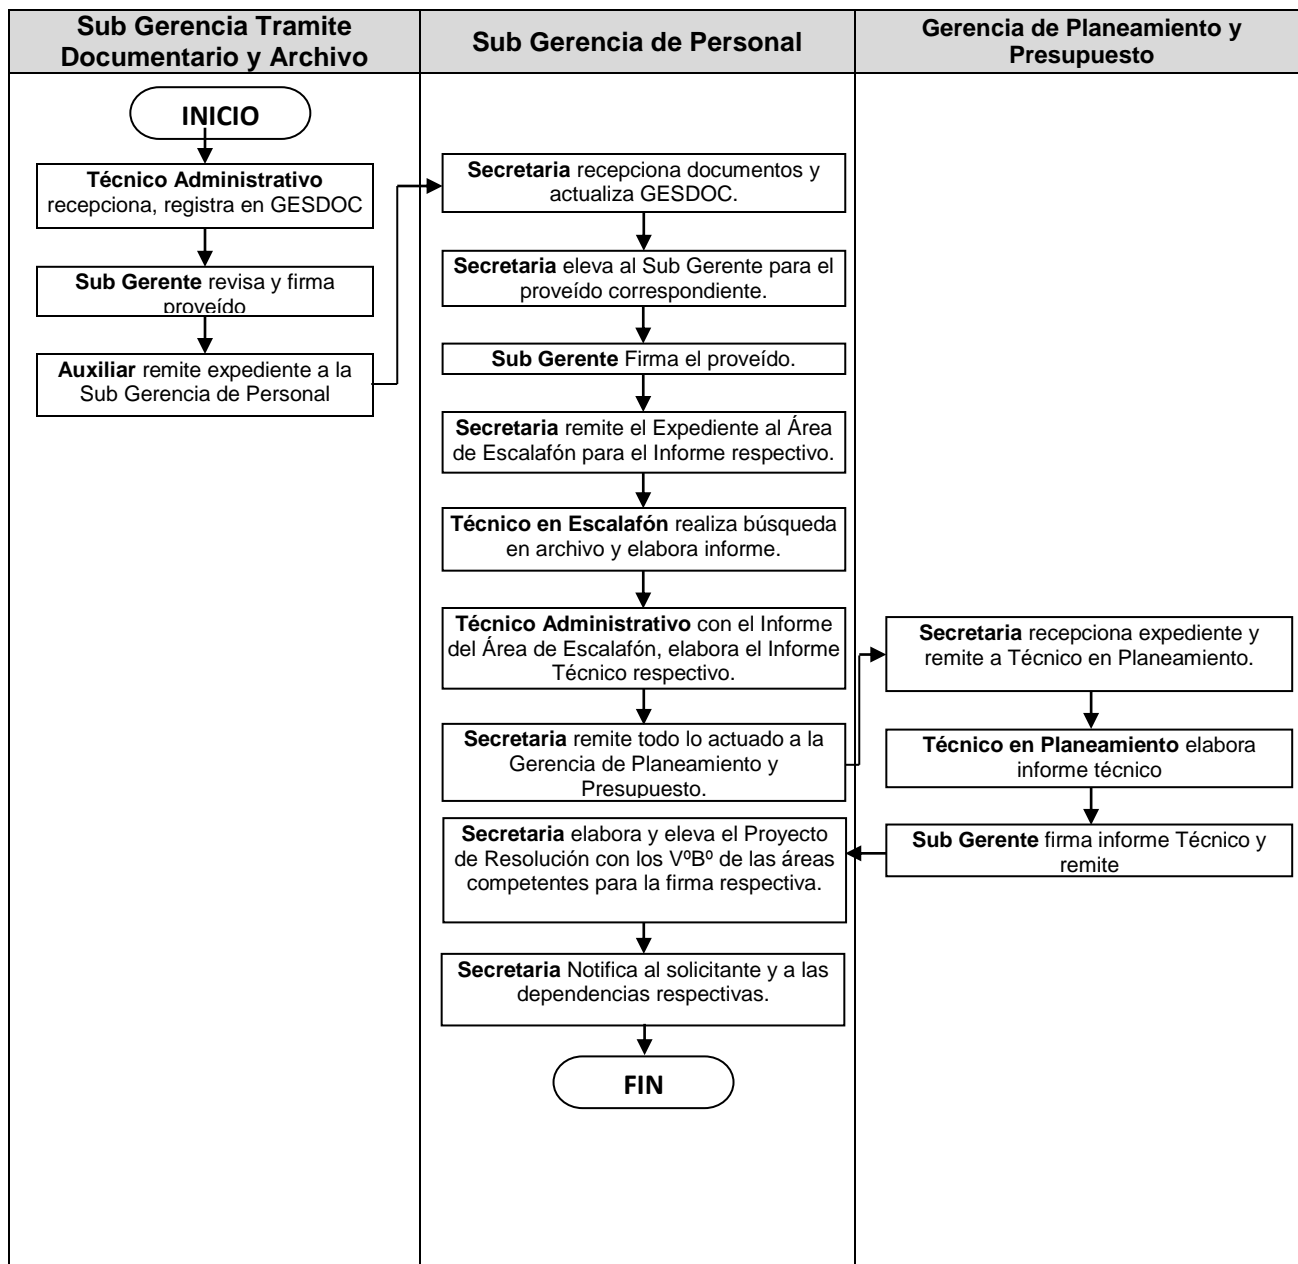 Sub Gerencia Tramite
Documentario y Archivo
Sub Gerencia de Personal
Gerencia de Planeamiento y
Presupuesto
INICIO
Técnico Administrativo
recepciona, registra en GESDOC
Sub Gerente revisa y firma
proveído
Auxiliar remite expediente a la
Sub Gerencia de Personal
Secretaria recepciona documentos y
actualiza GESDOC.
Secretaria eleva al Sub Gerente para el
proveído correspondiente.
Sub Gerente Firma el proveído.
Secretaria remite el Expediente al Área
de Escalafón para el Informe respectivo.
Técnico en Escalafón realiza búsqueda
en archivo y elabora informe.
Técnico Administrativo con el Informe
del Área de Escalafón, elabora el Informe
Técnico respectivo.
Secretaria remite todo lo actuado a la
Gerencia de Planeamiento y
Presupuesto.
Secretaria recepciona expediente y
remite a Técnico en Planeamiento.
Técnico en Planeamiento elabora
informe técnico
Sub Gerente firma informe Técnico y
remite
Secretaria elabora y eleva el Proyecto
de Resolución con los VºBº de las áreas
competentes para la firma respectiva.
Secretaria Notifica al solicitante y a las
dependencias respectivas.
FIN